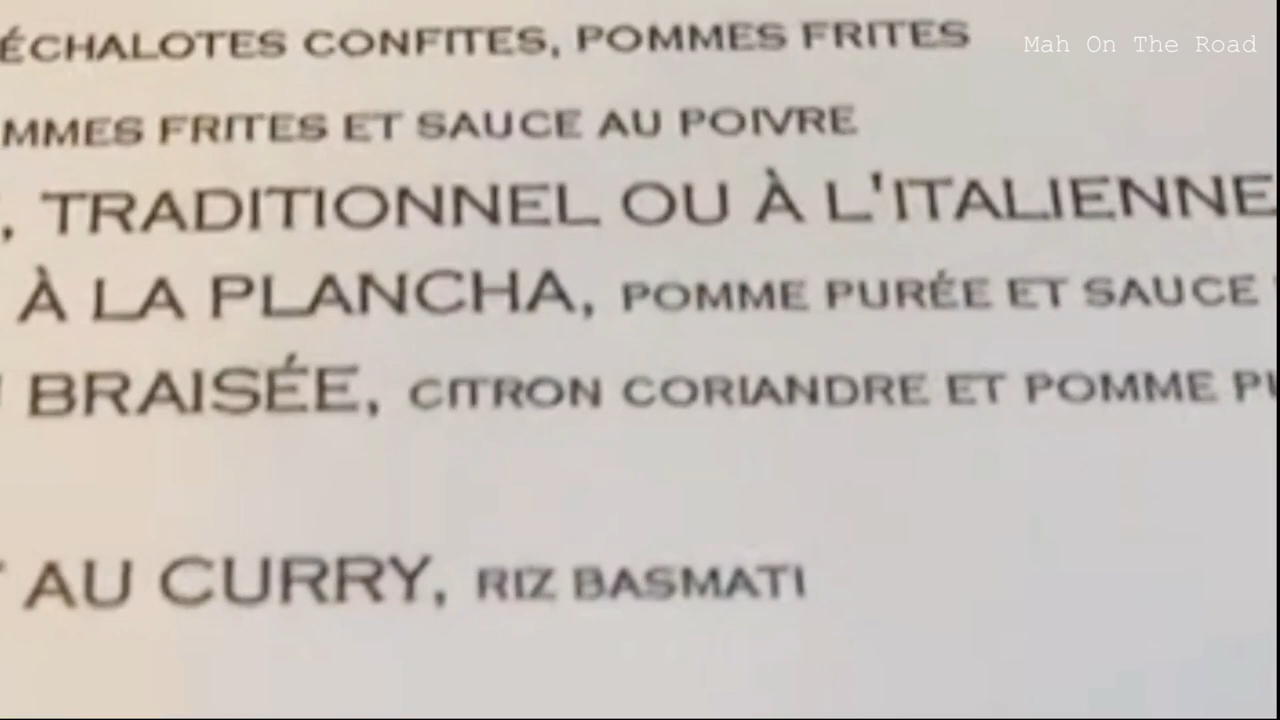 ÉCHALOTES CONFITES, POMMES FRITES
Mah On The Road
FRITES ET SAUCE AU POIVRE
, TRADITIONNEL OU À L'ITALIENNE
À LA PLANCHA, POMME PURÉE ET SAUCE
BRAISÉE, CITRON CORIANDRE ET POMME
AU CURRY, RIZ BASMATI